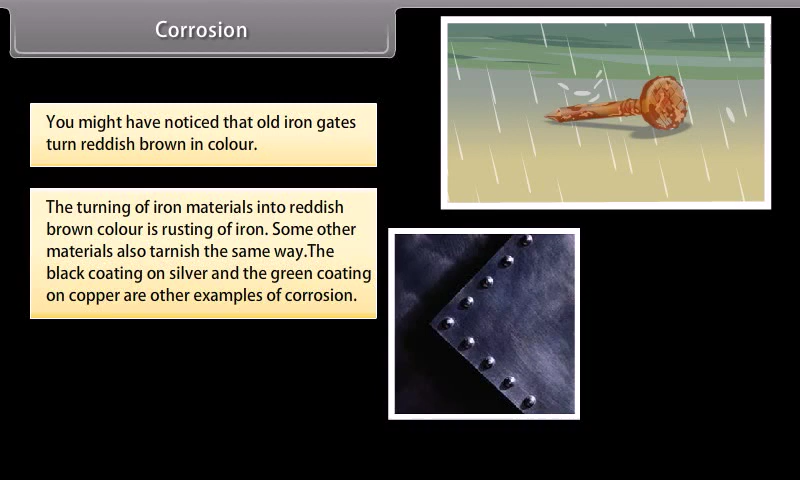 Corrosion
You might have noticed that old iron gates
turn reddish brown in colour.
The turning of iron materials into reddish
brown colour is rusting of iron. Some other
materials also tarnish the same way.The
black coating on silver and the green coating
on copper are other examples of corrosion.